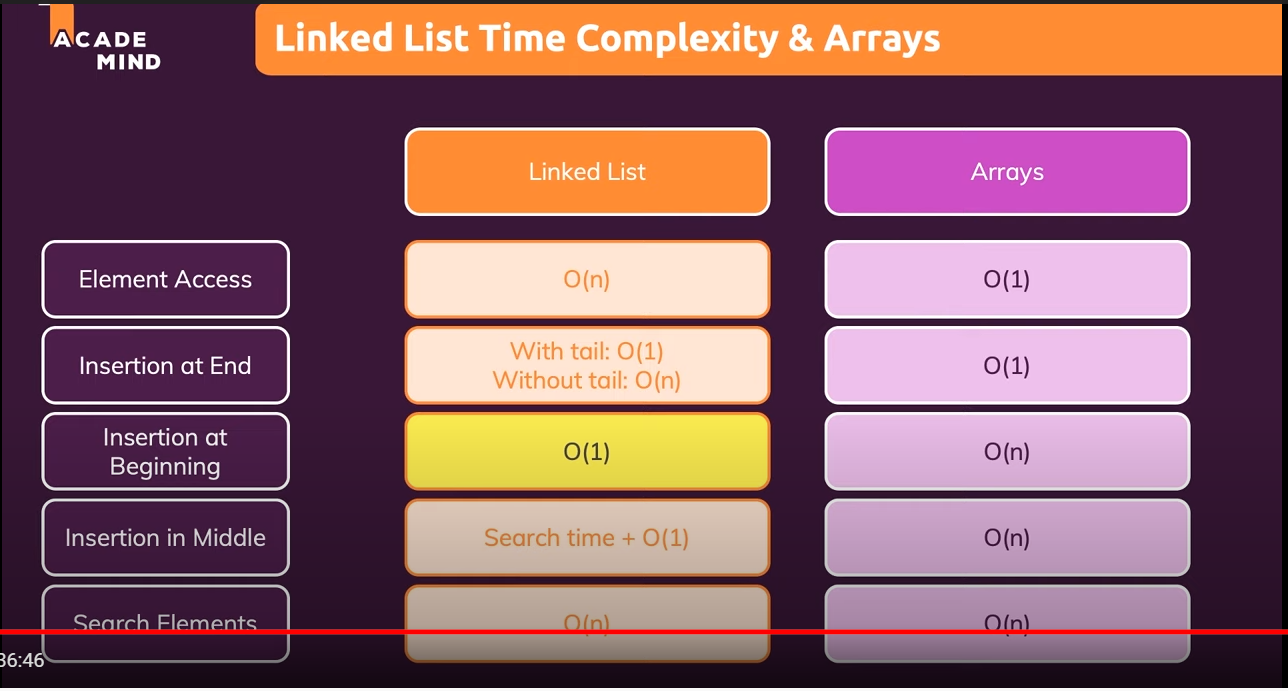 ACADE
MIND
Linked List Time Complexity & Arrays
Linked List
Arrays
Element Access
O(n)
O(1)
Insertion at End
With tail: O(1)
Without tail: O(n)
O(1)
Insertion at
Beginning
O(1)
O(n)
Insertion in Middle
Search time + O(1)
O(n)
Search Elements
O(n)
O(n)
36:46